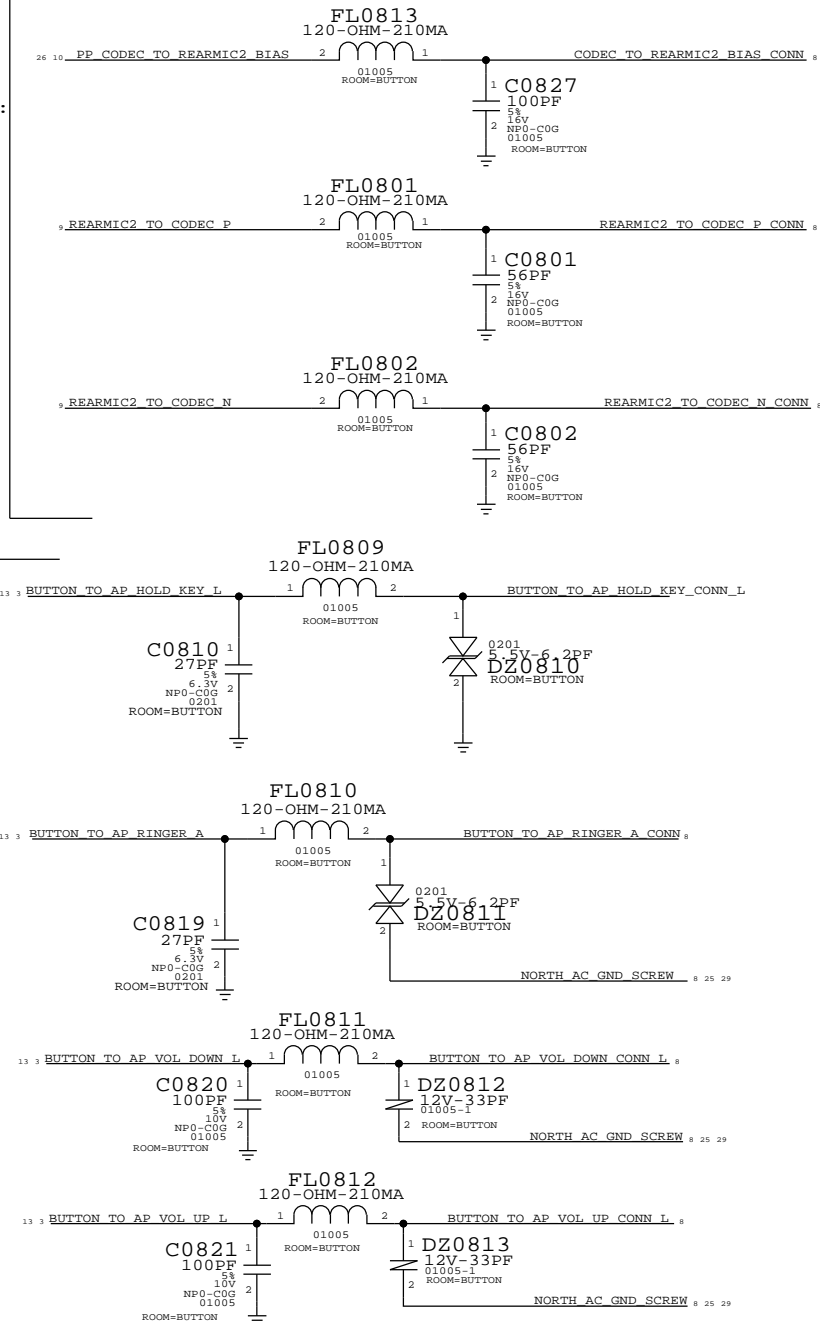 FL0813
120-OHM-210MA
26 10 PP_CODEC_TO_REARMIC2_BIAS 2 1 CODEC_TO_REARMIC2_BIAS_CONN 8
01005
ROOM=BUTTON
:
1 C0827
100PF
5%
16V
2 NP0-C0G
01005
ROOM=BUTTON
FL0801
120-OHM-210MA
9 REARMIC2_TO_CODEC_P 2 1 REARMIC2_TO_CODEC_P_CONN 8
01005
ROOM=BUTTON
1 C0801
56PF
5%
16V
2 NP0-C0G
01005
ROOM=BUTTON
FL0802
120-OHM-210MA
9 REARMIC2_TO_CODEC_N 2 1 REARMIC2_TO_CODEC_N_CONN 8
01005
ROOM=BUTTON
1 C0802
56PF
5%
16V
2 NP0-C0G
01005
ROOM=BUTTON
FL0809
120-OHM-210MA
13 3 BUTTON_TO_AP_HOLD_KEY_L 1 2 BUTTON_TO_AP_HOLD_KEY_CONN_L
01005
ROOM=BUTTON
C0810 1
27PF
5%
6.3V
NP0-C0G 2
0201
ROOM=BUTTON
1
0201
5.5V-6.2PF
DZ0810
2 ROOM=BUTTON
FL0810
120-OHM-210MA
13 3 BUTTON_TO_AP_RINGER_A 1 2 BUTTON_TO_AP_RINGER_A_CONN 8
01005
ROOM=BUTTON
1
0201
5.5V-6.2PF
DZ0811
2 ROOM=BUTTON
C0819 1
27PF
5%
6.3V
NP0-C0G 2
0201
ROOM=BUTTON
NORTH_AC_GND_SCREW 8 25 29
FL0811
120-OHM-210MA
13 3 BUTTON_TO_AP_VOL_DOWN_L 1 2 BUTTON_TO_AP_VOL_DOWN_CONN_L 8
01005
ROOM=BUTTON
C0820 1
100PF
5%
10V
NP0-C0G 2
01005
ROOM=BUTTON
1 DZ0812
12V-33PF
01005-1
2 ROOM=BUTTON
NORTH_AC_GND_SCREW 8 25 29
FL0812
120-OHM-210MA
13 3 BUTTON_TO_AP_VOL_UP_L 1 2 BUTTON_TO_AP_VOL_UP_CONN_L 8
01005
ROOM=BUTTON
C0821 1
100PF
5%
10V
NP0-C0G 2
01005
ROOM=BUTTON
1 DZ0813
12V-33PF
01005-1
ROOM=BUTTON
2
NORTH_AC_GND_SCREW 8 25 29